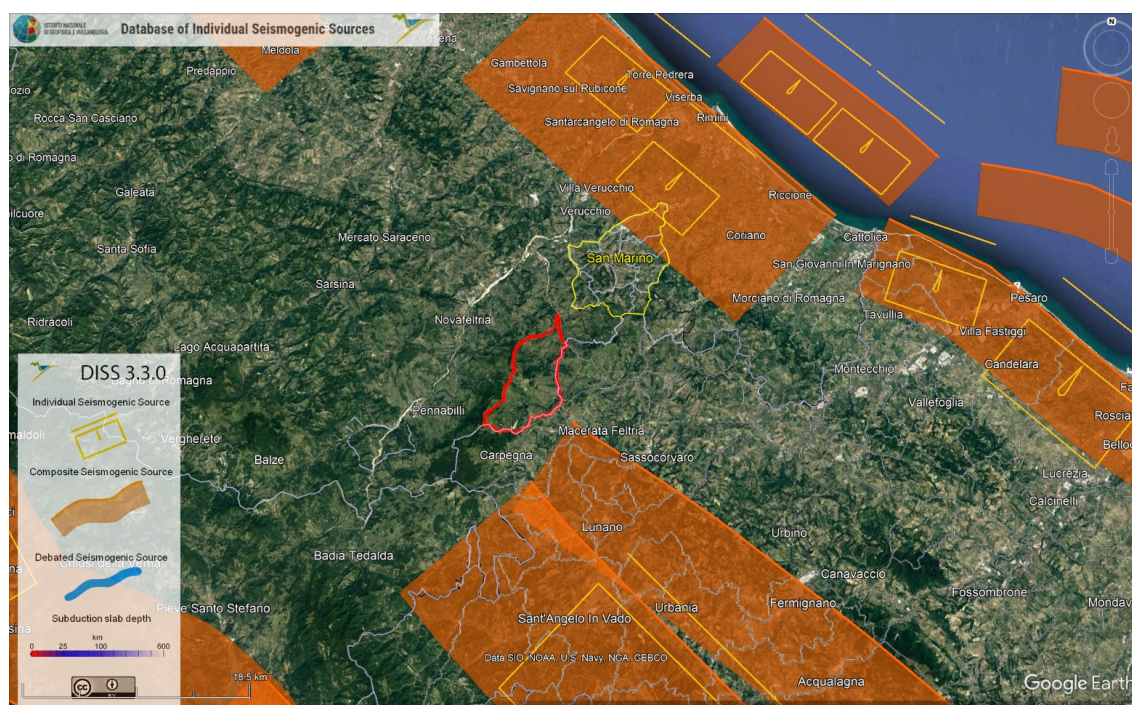 ISTITUTO NAZIONALE
DI GEOFISICA E VULCANOLOGIA
Database of Individual Seismogenic Sources
N
Cesena
Meldola
Predappio
Gambettola
Torre Pedrera
Savignano sul Rubicone
Viserba
Rimini
Rocca San Casciano
Santarcangelo di Romagna
o di Romagna
Galeata
Villa Verucchio
Riccione
Verucchio
Santa Sofia
Mercato Saraceno
Coriano
Cattolica
San Marino
San Giovanni In Marignano
Sarsina
Morciano di Romagna
Pesaro
Ridracoli
Novafeltria
Tavullia
Villa Fastiggi
Lago Acquapartita
Candelara
DISS 3.3.0
Montecchio
Individual Seismogenic Source
Pennabilli
Vallefoglia
Macerata Feltria
Verghereto
Balze
Carpegna
Sassocorvaro
Composite Seismogenic Source
Lucrezia
Calcinelli
Lunano
Urbino
Debated Seismogenic Source
Badia Tedalda
Canavaccio
Fossombrone
Pieve Santo Stefano
Urbania
Fermignano
Subduction slab depth
Sant'Angelo In Vado
km
0 25 100 600
Data SIO, NOAA, U.S. Navy, NGA, GEBCO
18.5 km
Acqualagna
Google Earth